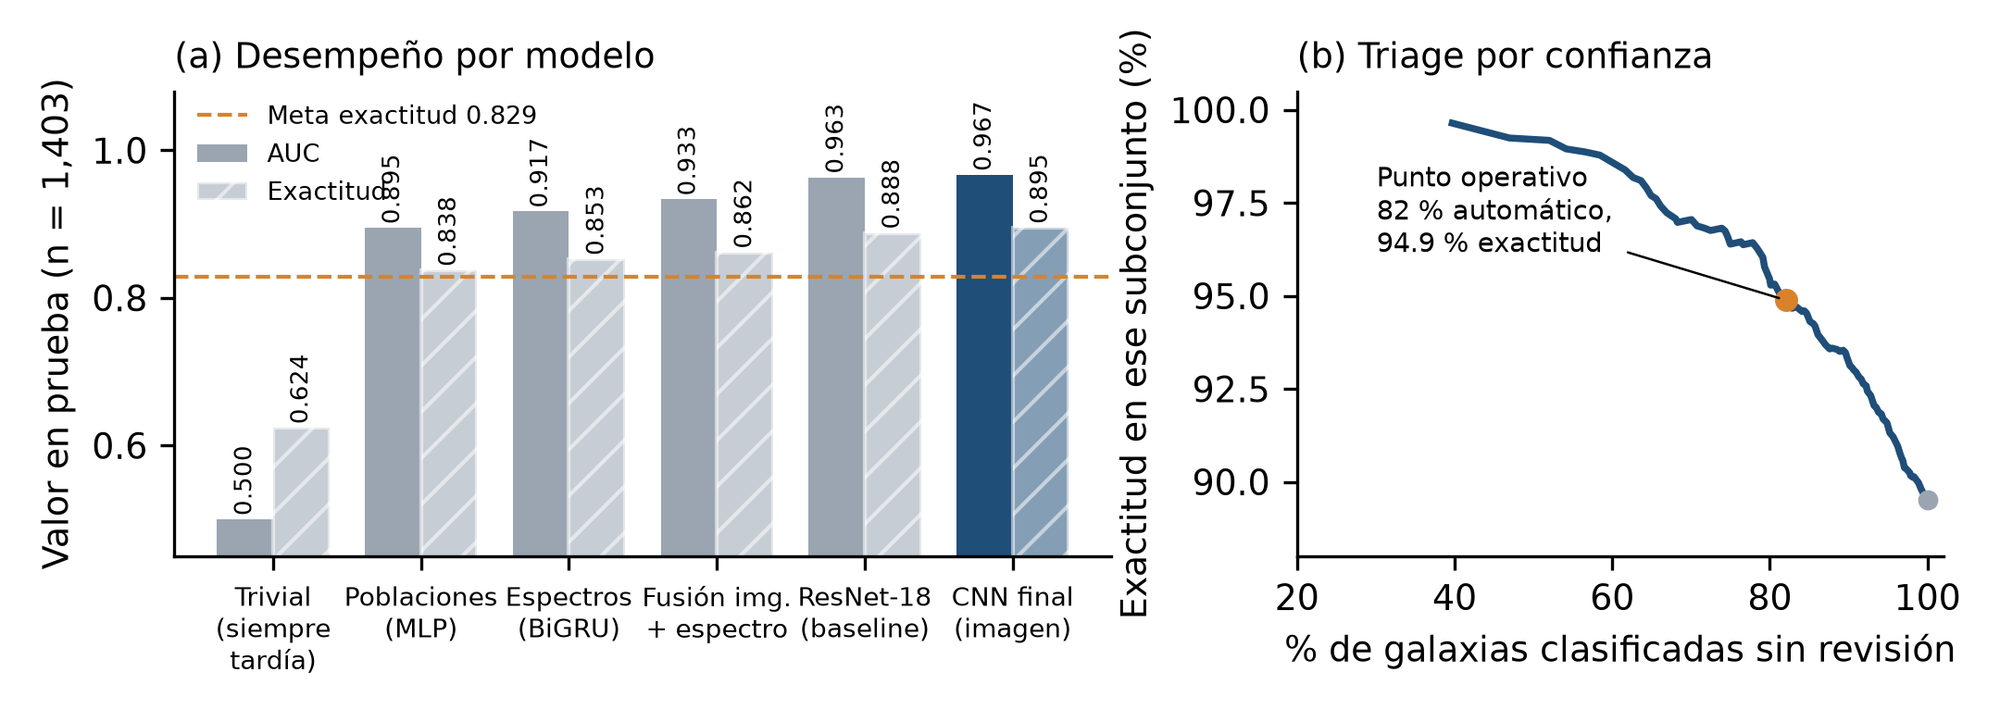 (a) Desempeño por modelo
Valor en prueba (n = 1,403)
1.0
0.8
0.6
Meta exactitud 0.829
AUC
Exactitud
0.500
0.624
0.895
0.838
0.917
0.853
0.933
0.862
0.963
0.888
0.967
0.895
Trivial
(siempre
tardía)
Poblaciones
(MLP)
Espectros
(BiGRU)
Fusión img.
+ espectro
ResNet-18
(baseline)
CNN final
(imagen)
(b) Triage por confianza
Exactitud en ese subconjunto (%)
100.0
97.5
95.0
92.5
90.0
Punto operativo
82 % automático,
94.9 % exactitud
20 40 60 80 100
% de galaxias clasificadas sin revisión